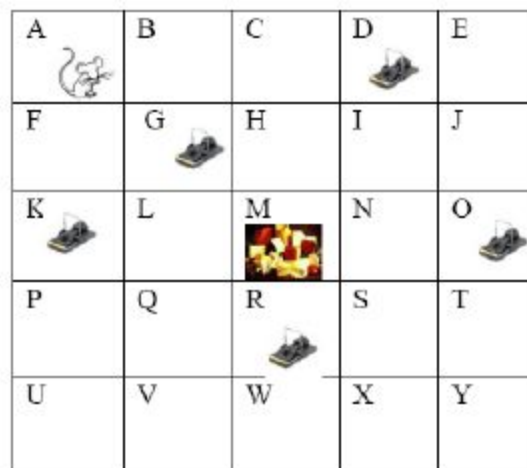 A B C D E
F G H I J
K L M N O
P Q R S T
U V W X Y